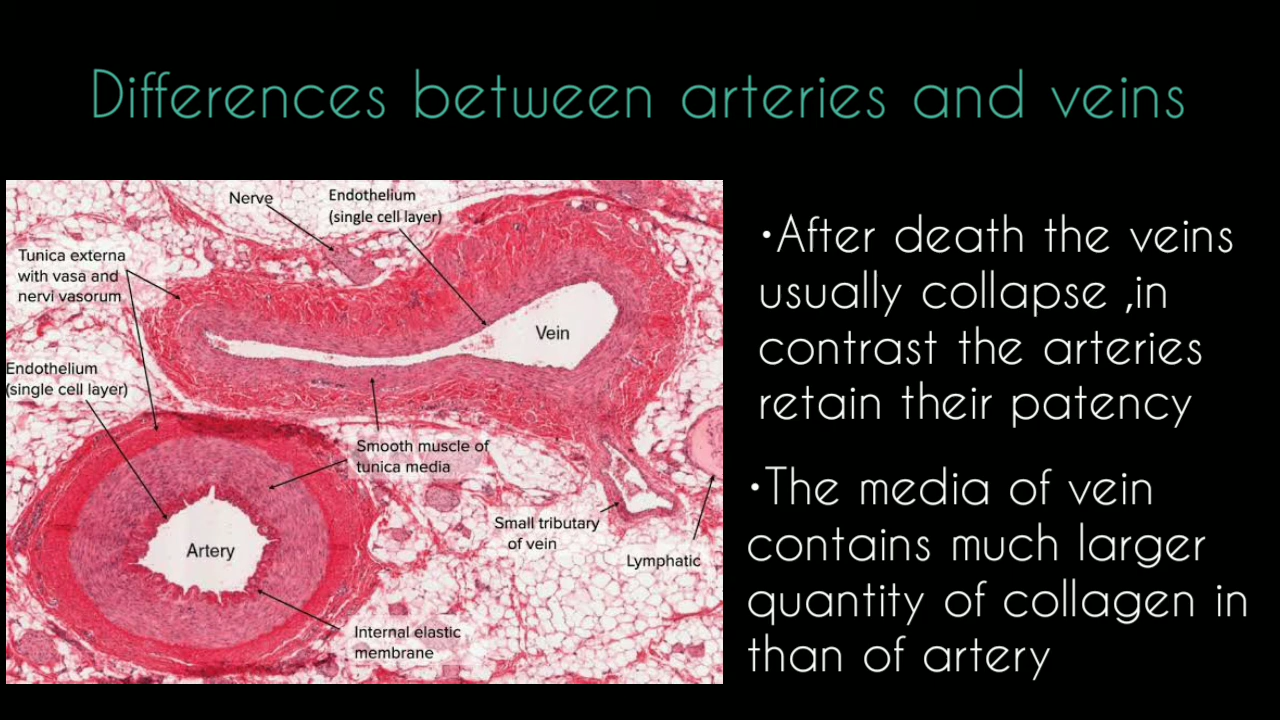 Differences between arteries and veins
Nerve
Endothelium
(single cell layer)
Tunica externa
with vasa and
nervi vasorum
Vein
Endothelium
(single cell layer)
Smooth muscle of
tunica media
Artery
Small tributary
of vein
Lymphatic
Internal elastic
membrane
•After death the veins
usually collapse ,in
contrast the arteries
retain their patency
•The media of vein
contains much larger
quantity of collagen in
than of artery